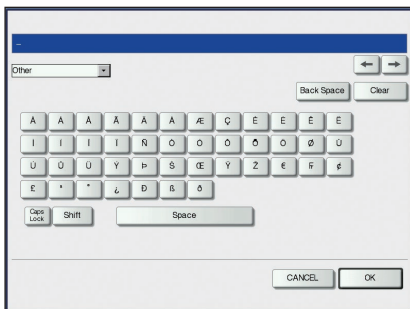 _
Other
← →
Back Space Clear
À Á Â Ã Ä Å Æ Ç È É Ê Ë
Ì Í Î Ï Ñ Ò Ó Ô Õ Ö Ø Ù
Ú Û Ü Ý Þ Š Œ Ÿ Ž €
£ ¿ Ð ß ð
Caps Lock Shift Space
CANCEL OK